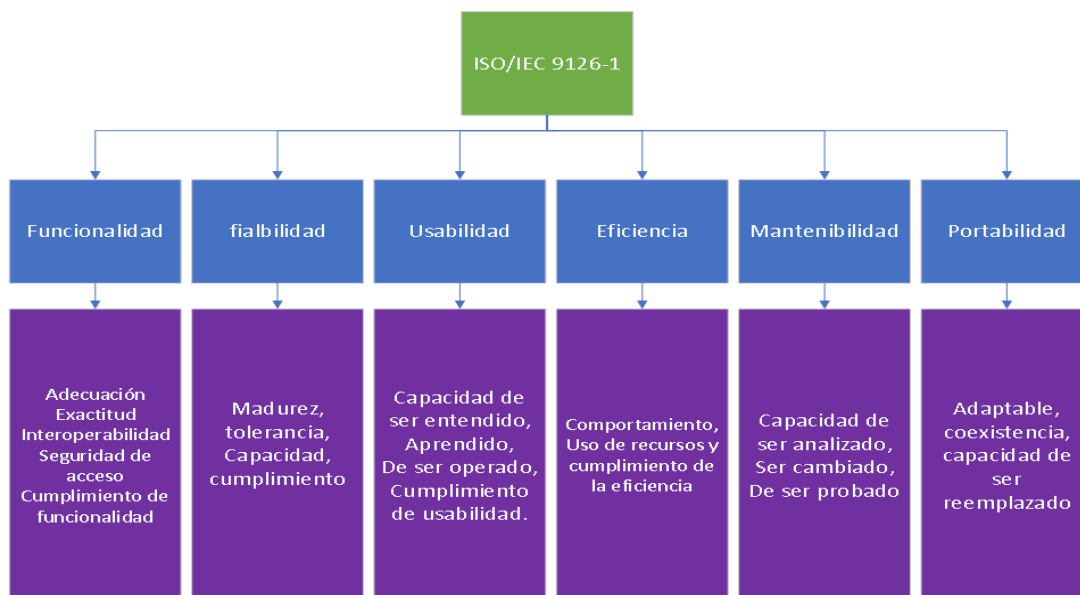 ISO/IEC 9126-1
Funcionalidad
fialbilidad
Usabilidad
Eficiencia
Mantenibilidad
Portabilidad
Adecuación
Exactitud
Interoperabilidad
Seguridad de
acceso
Cumplimiento de
funcionalidad
Madurez,
tolerancia,
Capacidad,
cumplimiento
Capacidad de
ser entendido,
Aprendido,
De ser operado,
Cumplimiento
de usabilidad.
Comportamiento,
Uso de recursos y
cumplimiento de
la eficiencia
Capacidad de
ser analizado,
Ser cambiado,
De ser probado
Adaptable,
coexistencia,
capacidad de
ser
reemplazado